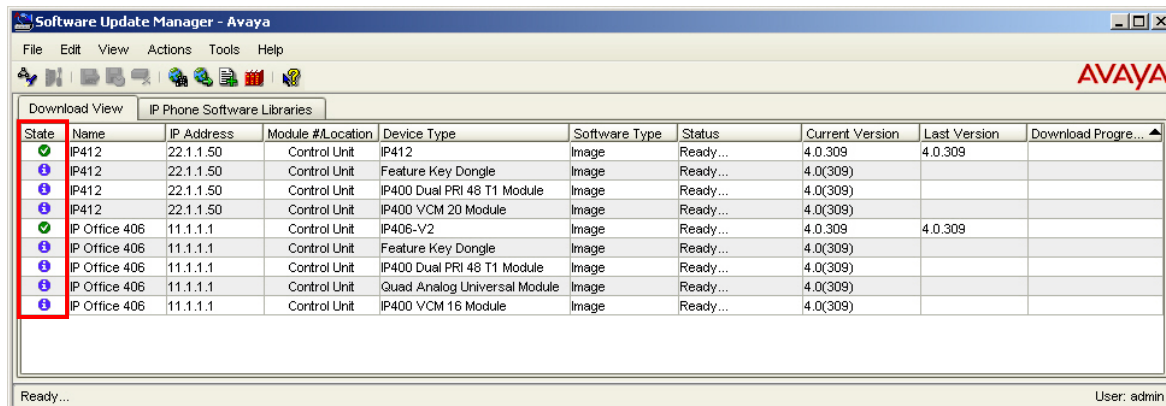 Software Update Manager - Avaya
File Edit View Actions Tools Help
AVAYA
Download View IP Phone Software Libraries
State Name IP Address Module #/Location Device Type Software Type Status Current Version Last Version Download Progre...
IP412 22.1.1.50 Control Unit IP412 Image Ready... 4.0.309 4.0.309
IP412 22.1.1.50 Control Unit Feature Key Dongle Image Ready... 4.0(309)
IP412 22.1.1.50 Control Unit IP400 Dual PRI 48 T1 Module Image Ready... 4.0(309)
IP412 22.1.1.50 Control Unit IP400 VCM 20 Module Image Ready... 4.0(309)
IP Office 406 11.1.1.1 Control Unit IP406-V2 Image Ready... 4.0.309 4.0.309
IP Office 406 11.1.1.1 Control Unit Feature Key Dongle Image Ready... 4.0(309)
IP Office 406 11.1.1.1 Control Unit IP400 Dual PRI 48 T1 Module Image Ready... 4.0(309)
IP Office 406 11.1.1.1 Control Unit Quad Analog Universal Module Image Ready... 4.0(309)
IP Office 406 11.1.1.1 Control Unit IP400 VCM 16 Module Image Ready... 4.0(309)
Ready... User: admin